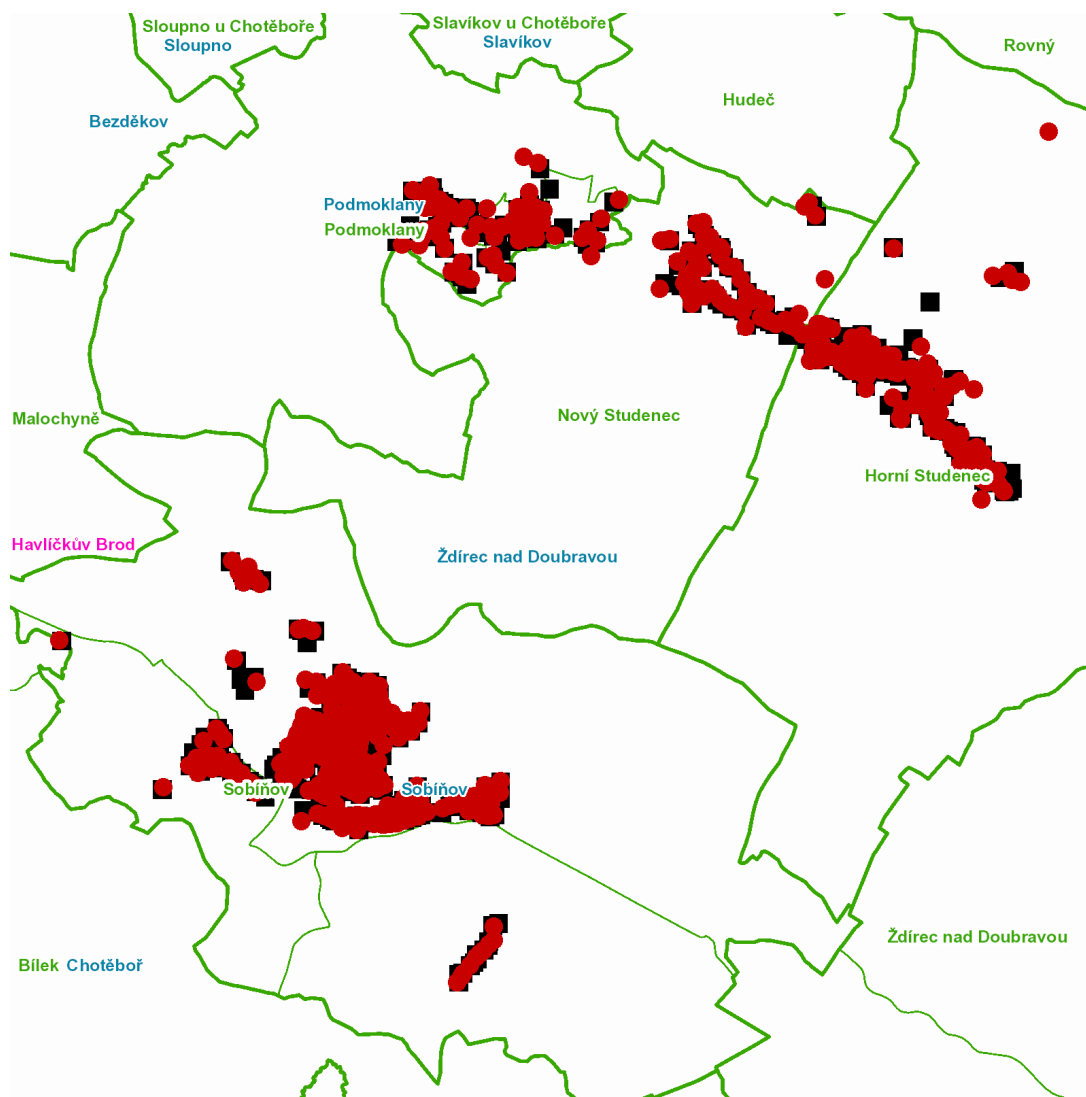 Sloupno u Chotěboře
Sloupno
Slavíkov u Chotěboře
Slavíkov
Rovný
Hudeč
Bezděkov
Podmoklany
Podmoklany
Malochyně
Nový Studenec
Horní Studenec
Havlíčkův Brod
Ždírec nad Doubravou
Sobíňov
Sobíňov
Ždírec nad Doubravou
Bílek Chotěboř